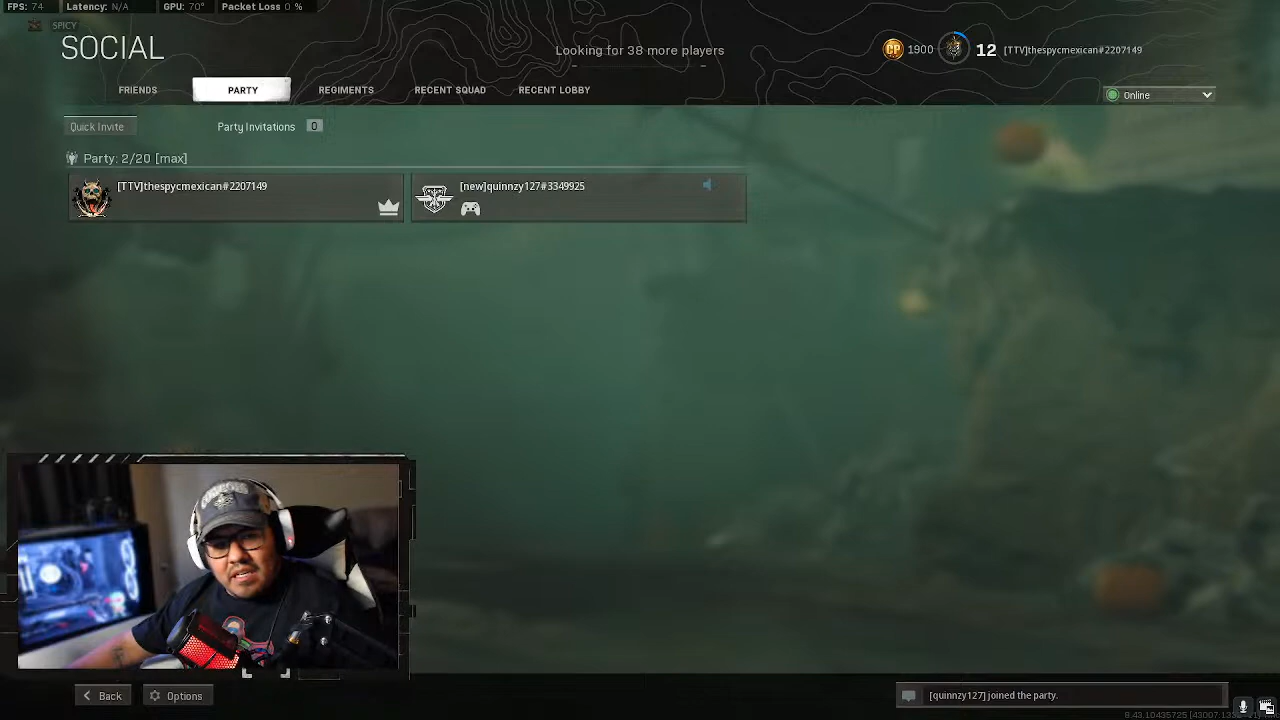 FPS: 74 Latency: N/A GPU: 70° Packet Loss 0 %
SPICY
SOCIAL
Looking for 38 more players
CP 1900 12 [TTV]thespycmexican#2207149
FRIENDS PARTY REGIMENTS RECENT SQUAD RECENT LOBBY
Online
Quick Invite Party Invitations 0
Party: 2/20 [max]
[TTV]thespycmexican#2207149 [new]quinnzy127#3349925
Back Options
[quinnzy127] joined the party.